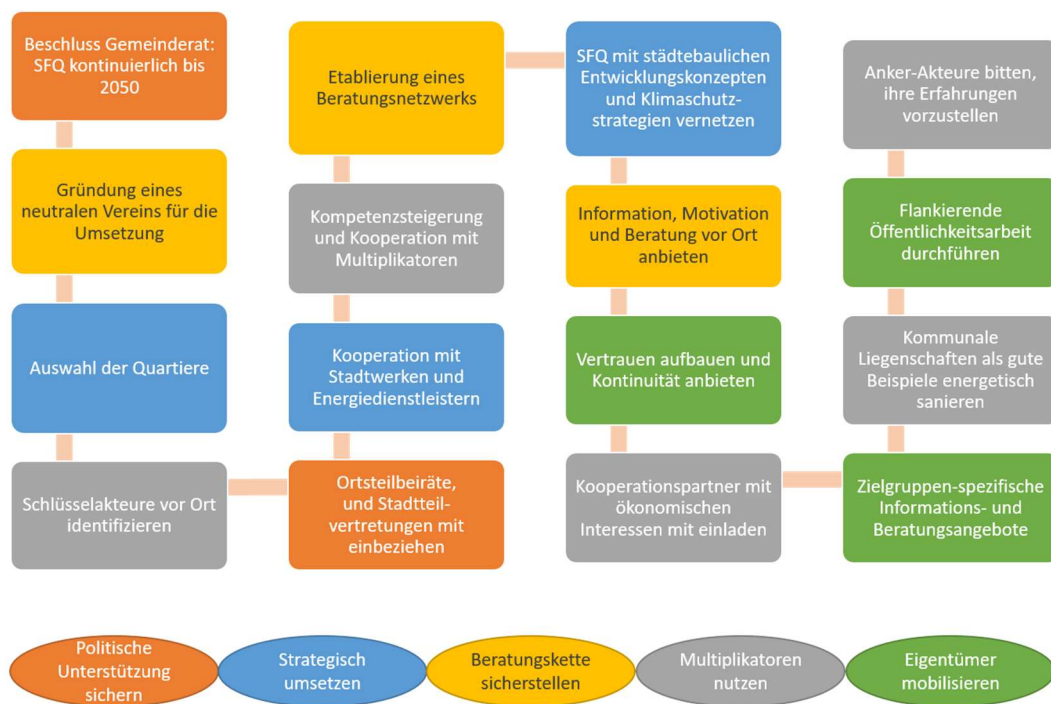 Beschluss Gemeinderat:
SFQ kontinuierlich bis
2050
Gründung eines
neutralen Vereins für die
Umsetzung
Auswahl der Quartiere
Schlüsselakteure vor Ort
identifizieren
Ortsteilbeiräte,
und Stadtteil-
vertretungen mit
einbeziehen
Kooperation mit
Stadtwerken und
Energiedienstleistern
Kompetenzsteigerung
und Kooperation mit
Multiplikatoren
Etablierung eines
Beratungsnetzwerks
SFQ mit städtebaulichen
Entwicklungskonzepten
und Klimaschutz-
strategien vernetzen
Information, Motivation
und Beratung vor Ort
anbieten
Vertrauen aufbauen und
Kontinuität anbieten
Kooperationspartner mit
ökonomischen
Interessen mit einladen
Zielgruppen-spezifische
Informations- und
Beratungsangebote
Kommunale
Liegenschaften als gute
Beispiele energetisch
sanieren
Flankierende
Öffentlichkeitsarbeit
durchführen
Anker-Akteure bitten,
ihre Erfahrungen
vorzustellen
Politische
Unterstützung
sichern
Strategisch
umsetzen
Beratungskette
sicherstellen
Multiplikatoren
nutzen
Eigentümer
mobilisieren